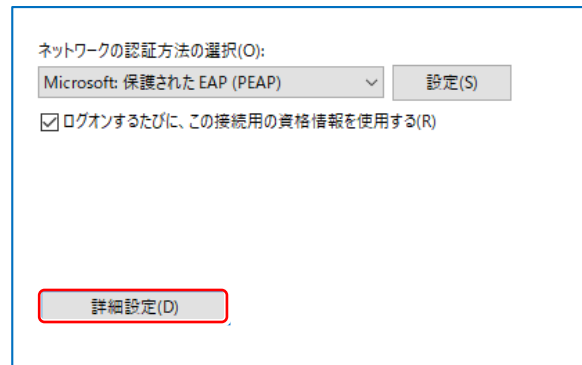 ネットワークの認証方法の選択(O):
Microsoft: 保護された EAP (PEAP) 設定(S)
ログオンするたびに、この接続用の資格情報を使用する(R)
詳細設定(D)